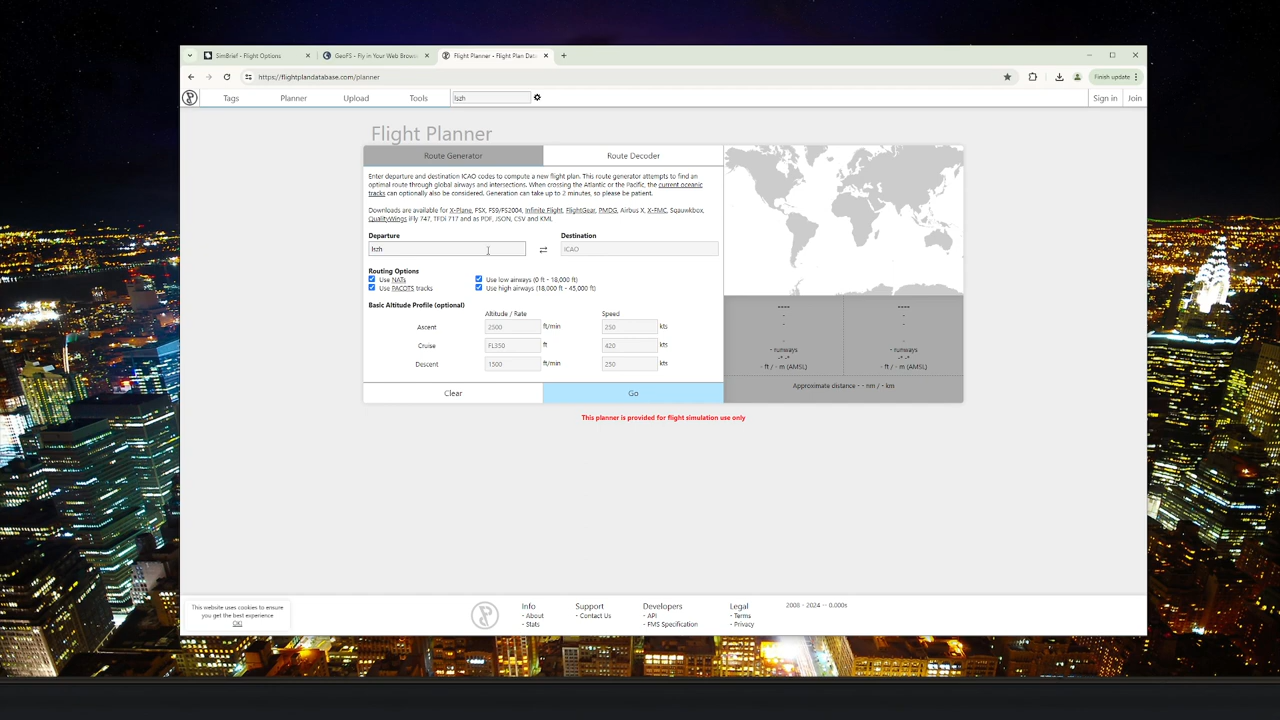 SimBrief - Flight Options
GeoFS - Fly in Your Web Brows
Flight Planner - Flight Plan Dat
https://flightplandatabase.com/planner
Finish update
Tags
Planner
Upload
Tools
lszh
Sign in
Join
Flight Planner
Route Generator
Route Decoder
Enter departure and destination ICAO codes to compute a new flight plan. This route generator attempts to find an
optimal route through global airways and intersections. When crossing the Atlantic or the Pacific, the current oceanic
tracks can optionally also be considered. Generation can take up to 2 minutes, so please be patient.
Downloads are available for X-Plane, PSX, FS9/FS2004, Infinite Flight, FlightGear, PMDG, Airbus X, X-FMC, Sqauwkbox,
QualityWings iFly 747, TFDi 717 and as PDF, JSON, CSV and KML.
Departure
Destination
lszh
ICAO
Routing Options
Use NATs
Use low airways (0 ft - 18,000 ft)
Use PACOTS tracks
Use high airways (18,000 ft - 45,000 ft)
Basic Altitude Profile (optional)
Altitude / Rate
Speed
Ascent
2500
ft/min
250
kts
Cruise
FL350
ft
420
kts
Descent
1500
ft/min
250
kts
Clear
Go
----
-
-
-
- runways
-.- -
- ft / - m (AMSL)
----
-
-
-
- runways
-.- -
- ft / - m (AMSL)
Approximate distance - - nm / - km
This planner is provided for flight simulation use only
This website uses cookies to ensure
you get the best experience
OK!
Info
- About
- Stats
Support
- Contact Us
Developers
- API
- FMS Specification
Legal
- Terms
- Privacy
2008 - 2024 -- 0.000s